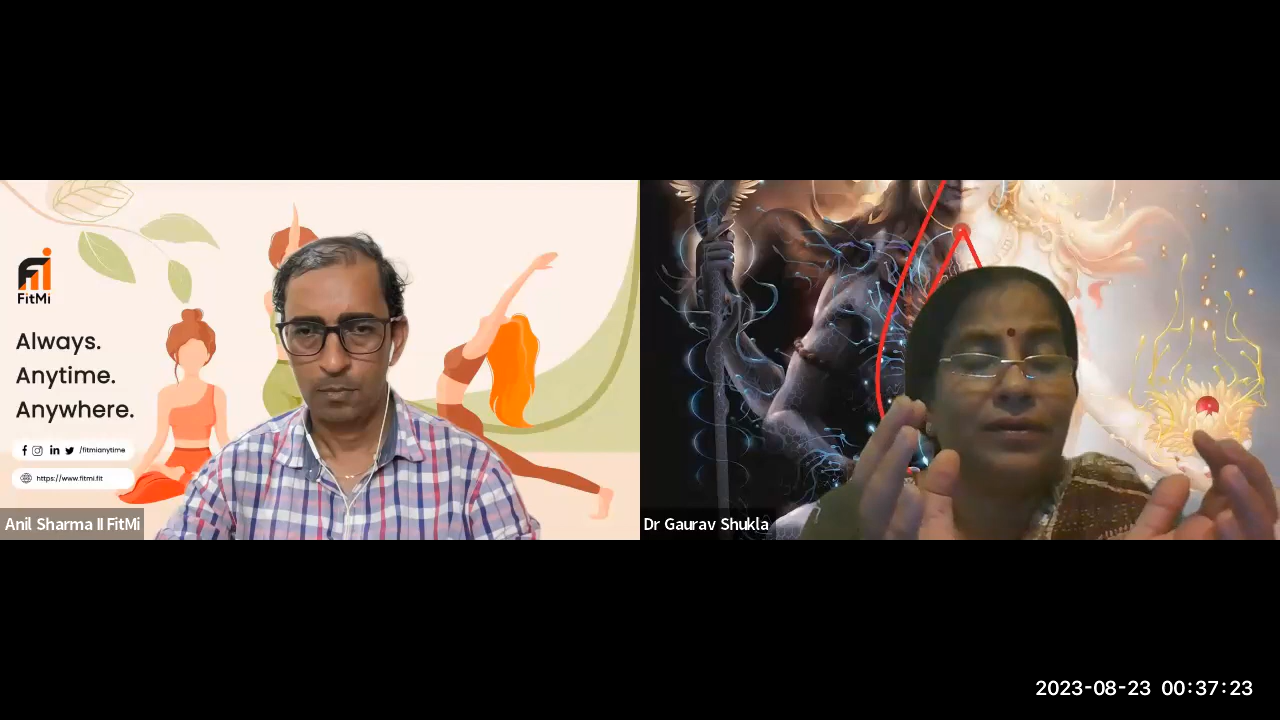 FitMi
Always.
Anytime.
Anywhere.
/fitmianytime
https://www.fitmi.fit
Anil Sharma II FitMi
Dr Gaurav Shukla
2023-08-23 00:37:23